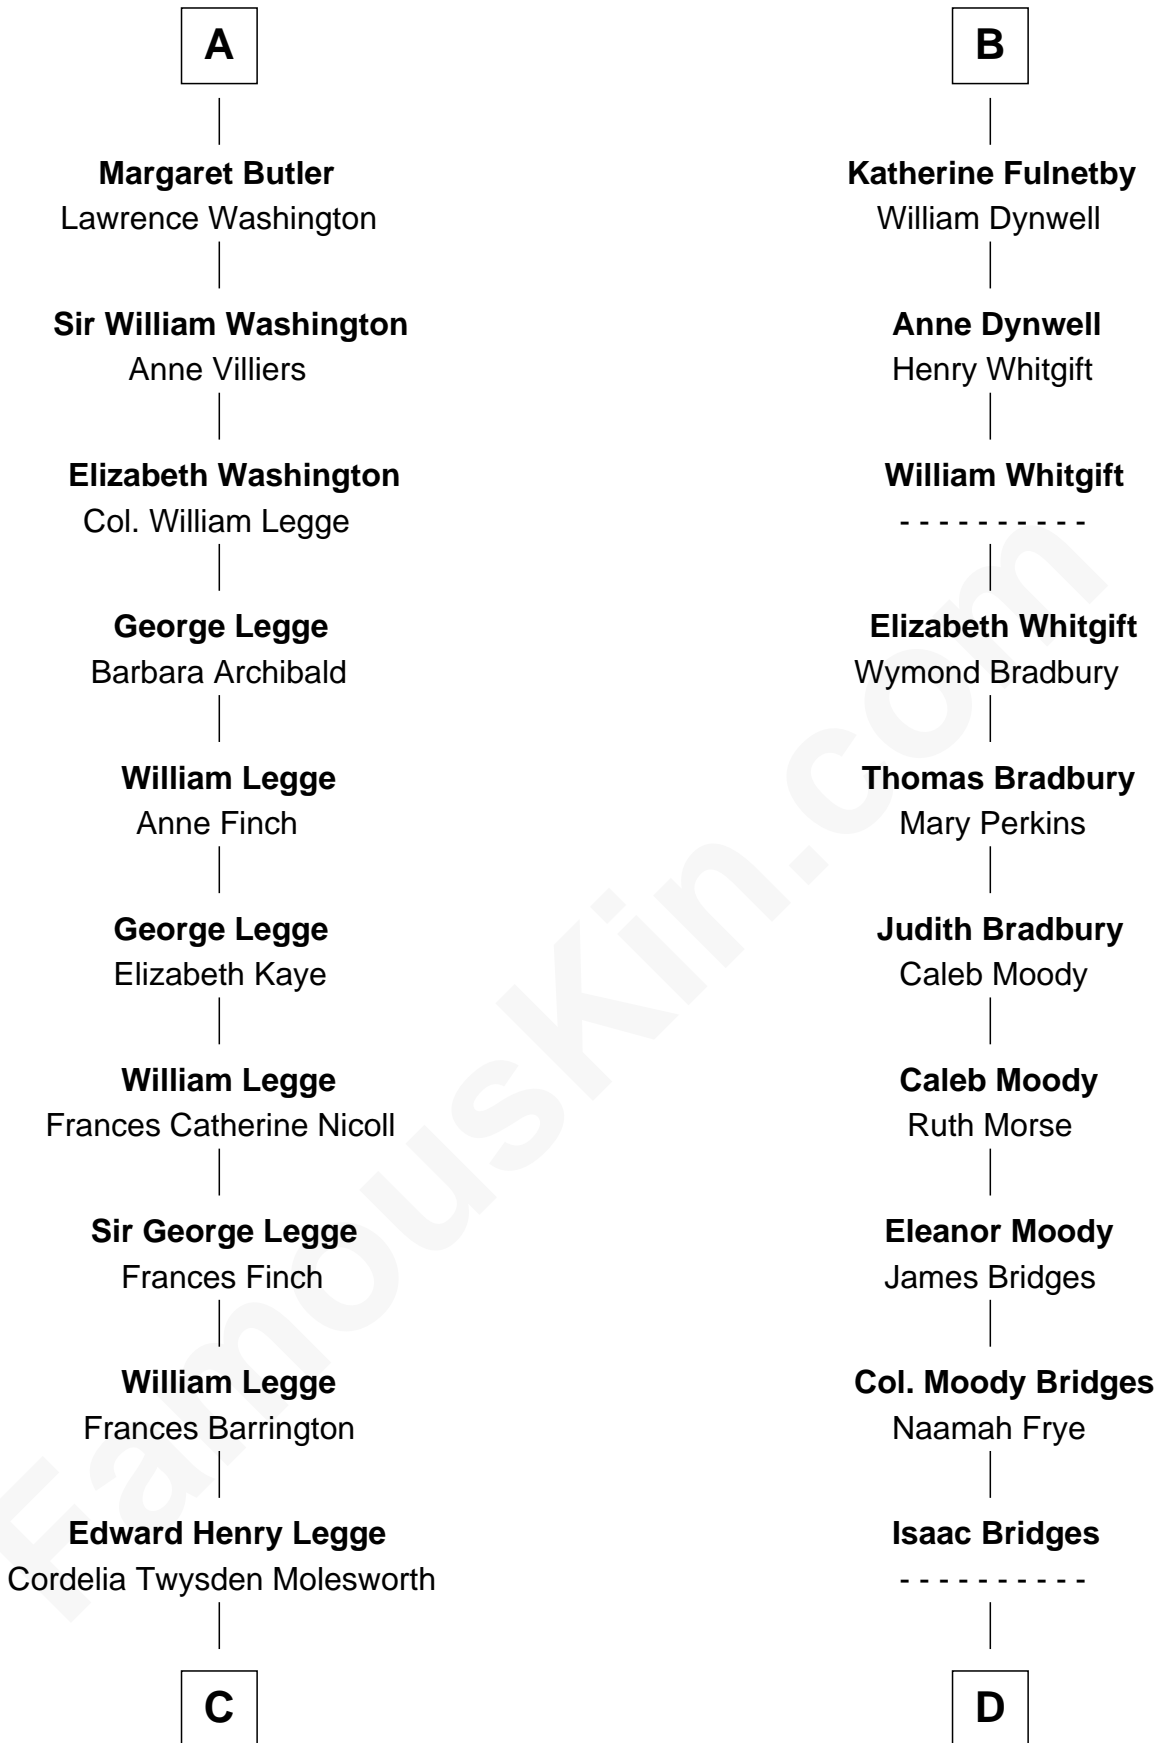 A
Margaret Butler
Lawrence Washington
Sir William Washington
Anne Villiers
Elizabeth Washington
Col. William Legge
George Legge
Barbara Archibald
William Legge
Anne Finch
George Legge
Elizabeth Kaye
William Legge
Frances Catherine Nicoll
Sir George Legge
Frances Finch
William Legge
Frances Barrington
Edward Henry Legge
Cordelia Twysden Molesworth
C
B
Katherine Fulnetby
William Dynwell
Anne Dynwell
Henry Whitgift
William Whitgift
- - - - - - - - - -
Elizabeth Whitgift
Wymond Bradbury
Thomas Bradbury
Mary Perkins
Judith Bradbury
Caleb Moody
Caleb Moody
Ruth Morse
Eleanor Moody
James Bridges
Col. Moody Bridges
Naamah Frye
Isaac Bridges
- - - - - - - - - -
D
FamousKin.com